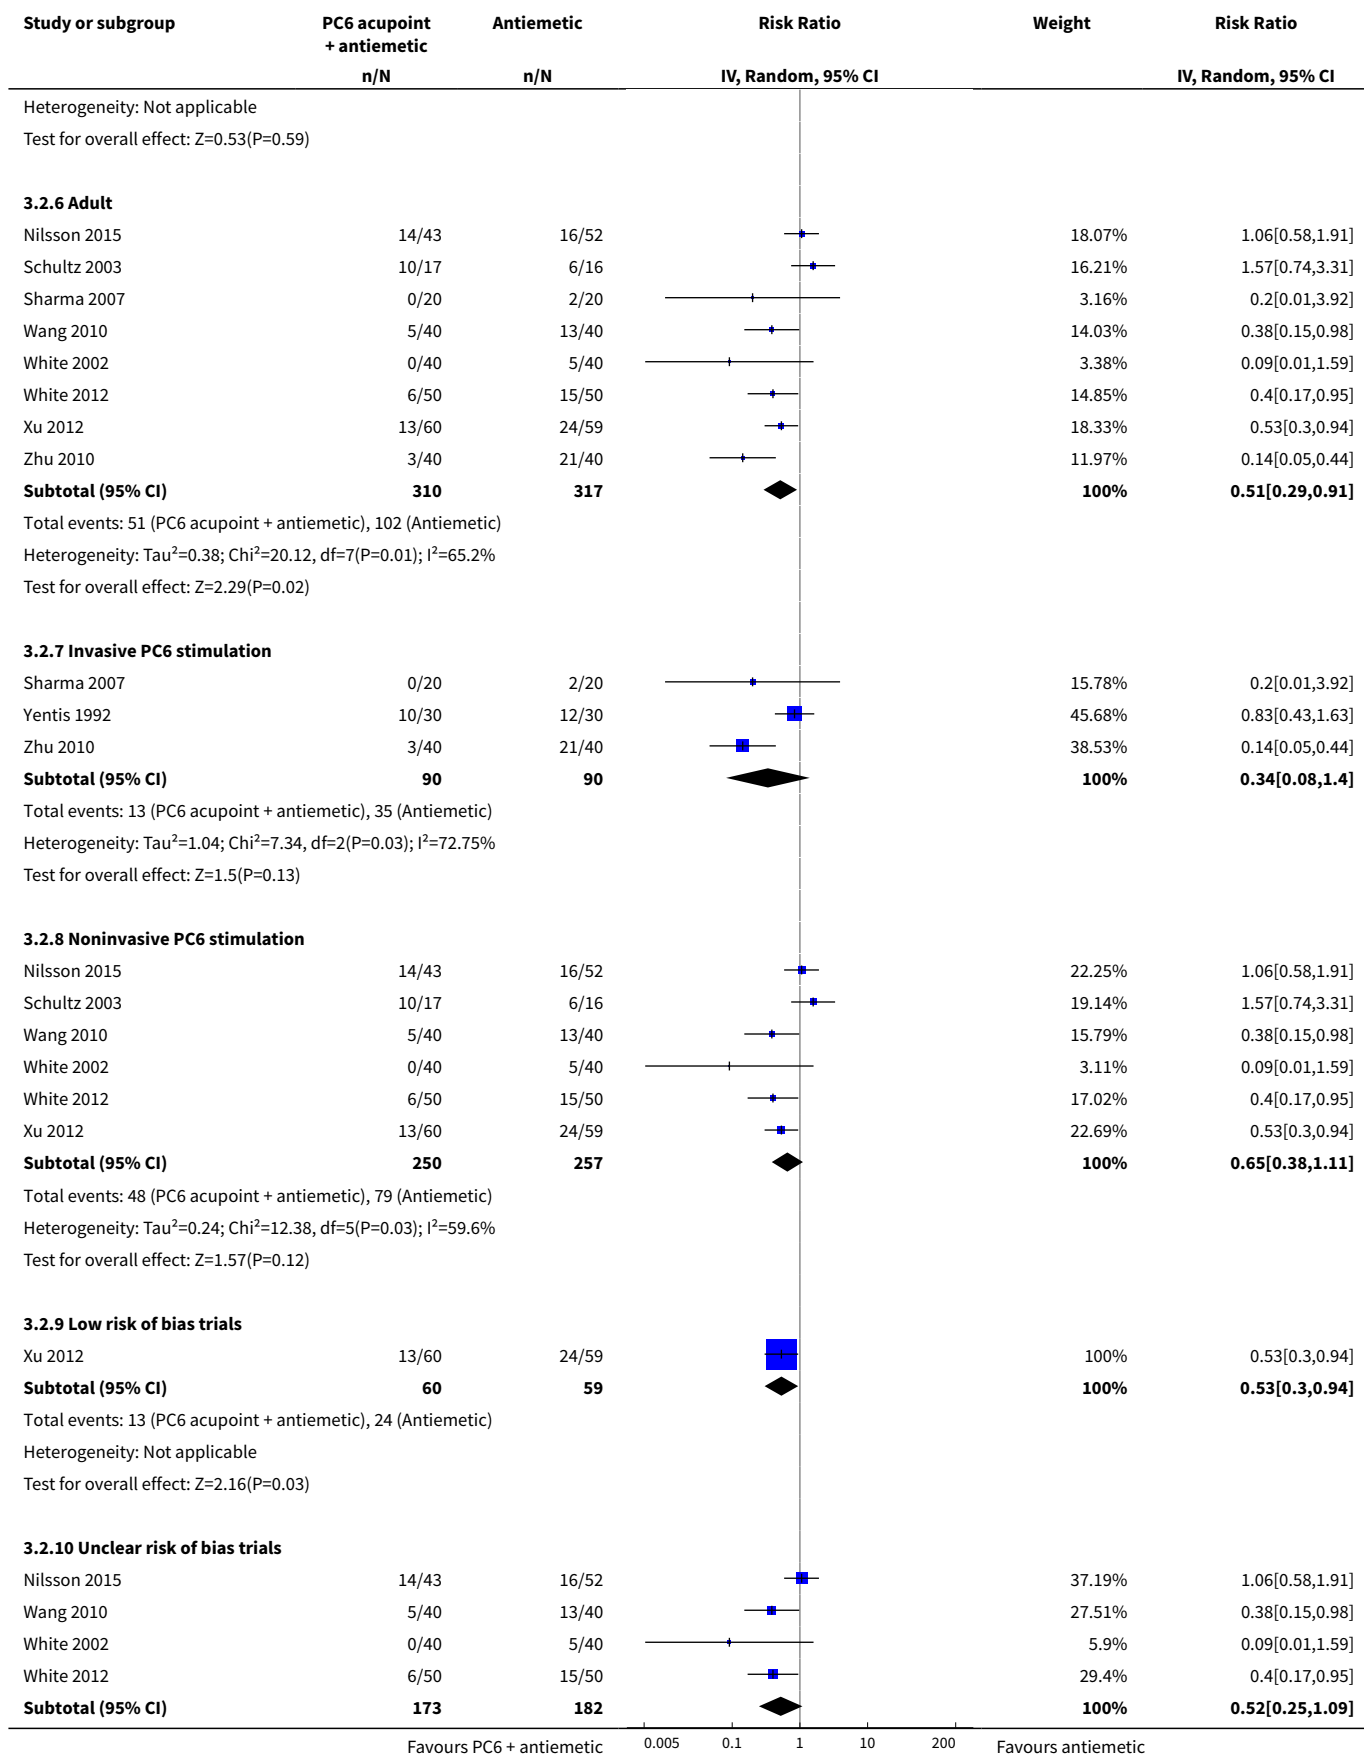 Study or subgroup PC6 acupoint + antiemetic Antiemetic Risk Ratio Weight Risk Ratio
n/N n/N IV, Random, 95% CI IV, Random, 95% CI
Heterogeneity: Not applicable
Test for overall effect: Z=0.53(P=0.59)
3.2.6 Adult
Nilsson 2015 14/43 16/52 18.07% 1.06[0.58,1.91]
Schultz 2003 10/17 6/16 16.21% 1.57[0.74,3.31]
Sharma 2007 0/20 2/20 3.16% 0.2[0.01,3.92]
Wang 2010 5/40 13/40 14.03% 0.38[0.15,0.98]
White 2002 0/40 5/40 3.38% 0.09[0.01,1.59]
White 2012 6/50 15/50 14.85% 0.4[0.17,0.95]
Xu 2012 13/60 24/59 18.33% 0.53[0.3,0.94]
Zhu 2010 3/40 21/40 11.97% 0.14[0.05,0.44]
Subtotal (95% CI) 310 317 100% 0.51[0.29,0.91]
Total events: 51 (PC6 acupoint + antiemetic), 102 (Antiemetic)
Heterogeneity: Tau²=0.38; Chi²=20.12, df=7(P=0.01); I²=65.2%
Test for overall effect: Z=2.29(P=0.02)
3.2.7 Invasive PC6 stimulation
Sharma 2007 0/20 2/20 15.78% 0.2[0.01,3.92]
Yentis 1992 10/30 12/30 45.68% 0.83[0.43,1.63]
Zhu 2010 3/40 21/40 38.53% 0.14[0.05,0.44]
Subtotal (95% CI) 90 90 100% 0.34[0.08,1.4]
Total events: 13 (PC6 acupoint + antiemetic), 35 (Antiemetic)
Heterogeneity: Tau²=1.04; Chi²=7.34, df=2(P=0.03); I²=72.75%
Test for overall effect: Z=1.5(P=0.13)
3.2.8 Noninvasive PC6 stimulation
Nilsson 2015 14/43 16/52 22.25% 1.06[0.58,1.91]
Schultz 2003 10/17 6/16 19.14% 1.57[0.74,3.31]
Wang 2010 5/40 13/40 15.79% 0.38[0.15,0.98]
White 2002 0/40 5/40 3.11% 0.09[0.01,1.59]
White 2012 6/50 15/50 17.02% 0.4[0.17,0.95]
Xu 2012 13/60 24/59 22.69% 0.53[0.3,0.94]
Subtotal (95% CI) 250 257 100% 0.65[0.38,1.11]
Total events: 48 (PC6 acupoint + antiemetic), 79 (Antiemetic)
Heterogeneity: Tau²=0.24; Chi²=12.38, df=5(P=0.03); I²=59.6%
Test for overall effect: Z=1.57(P=0.12)
3.2.9 Low risk of bias trials
Xu 2012 13/60 24/59 100% 0.53[0.3,0.94]
Subtotal (95% CI) 60 59 100% 0.53[0.3,0.94]
Total events: 13 (PC6 acupoint + antiemetic), 24 (Antiemetic)
Heterogeneity: Not applicable
Test for overall effect: Z=2.16(P=0.03)
3.2.10 Unclear risk of bias trials
Nilsson 2015 14/43 16/52 37.19% 1.06[0.58,1.91]
Wang 2010 5/40 13/40 27.51% 0.38[0.15,0.98]
White 2002 0/40 5/40 5.9% 0.09[0.01,1.59]
White 2012 6/50 15/50 29.4% 0.4[0.17,0.95]
Subtotal (95% CI) 173 182 100% 0.52[0.25,1.09]
Favours PC6 + antiemetic 0.005 0.1 1 10 200 Favours antiemetic